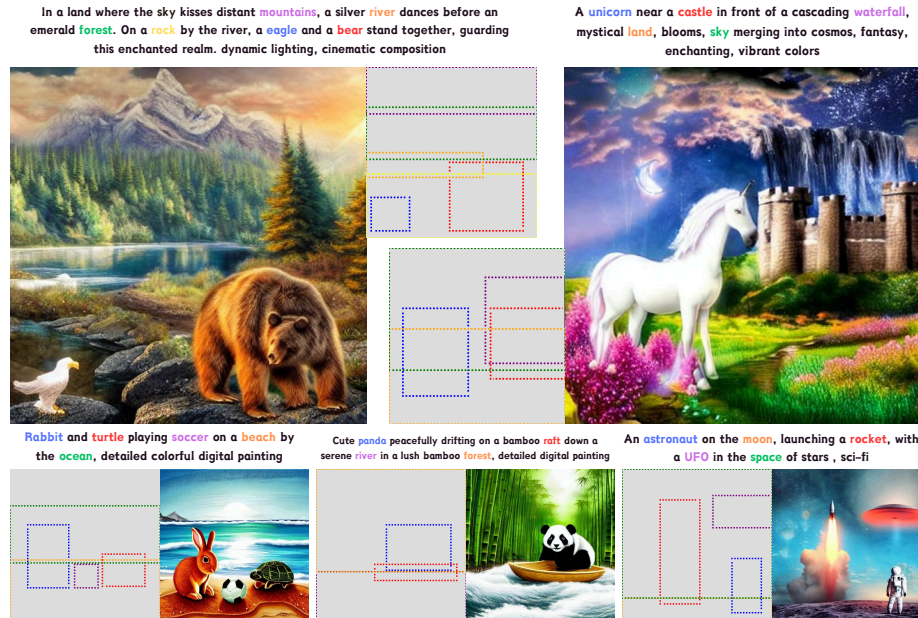 In a land where the sky kisses distant mountains, a silver river dances before an
emerald forest. On a rock by the river, a eagle and a bear stand together, guarding
this enchanted realm. dynamic lighting, cinematic composition
A unicorn near a castle in front of a cascading waterfall,
mystical land, blooms, sky merging into cosmos, fantasy,
enchanting, vibrant colors
Rabbit and turtle playing soccer on a beach by
the ocean, detailed colorful digital painting
Cute panda peacefully drifting on a bamboo raft down a
serene river in a lush bamboo forest, detailed digital painting
An astronaut on the moon, launching a rocket, with
a UFO in the space of stars , sci-fi